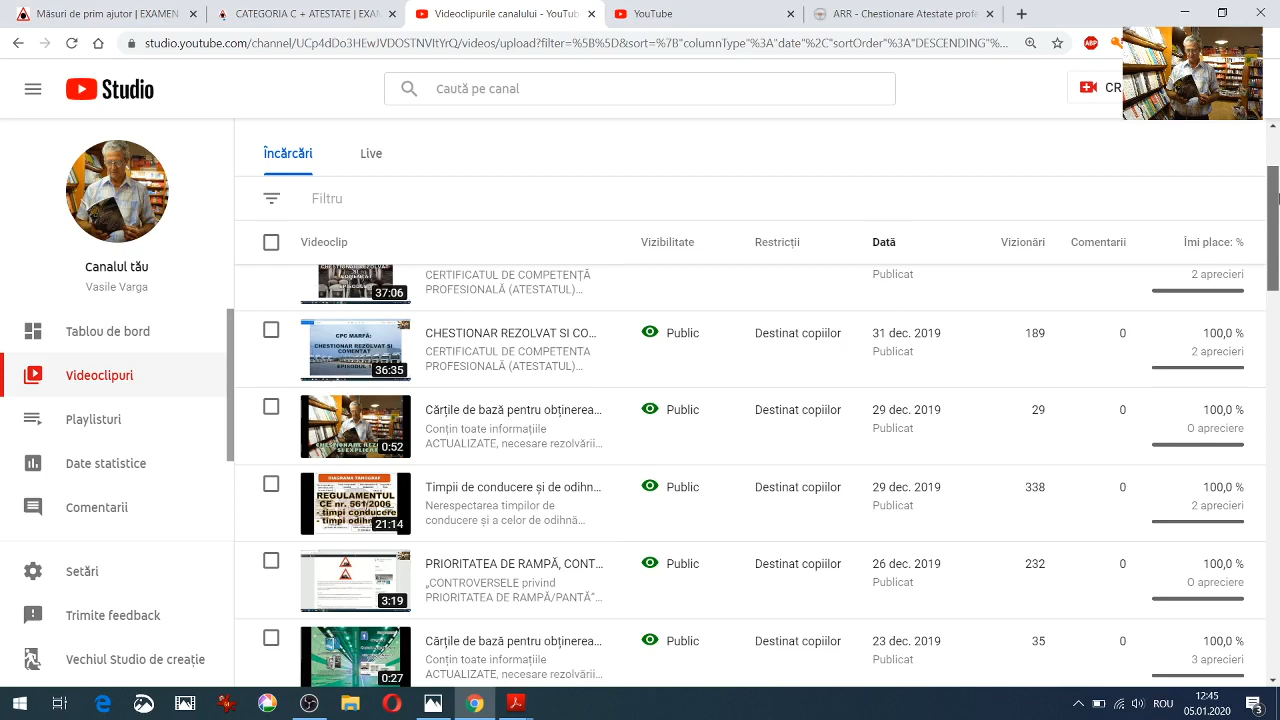 Măsuri de prim ajutor | EXAMEN
CATEGORIA C - ATESTATE EXAM
Videoclipurile canalului - YouTub
YouTube
Arr - Chestionare Atestate profe
studio.youtube.com/channel/
upload?filter=%5B%5D&sort=%7B"columnType"%3A"date"%2C"sortOrder"%3A"DESCENDING"%...
ABP
Studio
Caută pe canal
CR
Încărcări
Live
Filtru
Videoclip
Vizibilitate
Restricții
Dată
Vizionări
Comentarii
Îmi place: %
Canalul tău
Vasile Varga
Tablou de bord
Videoclipuri
Playlisturi
Date statistice
Comentarii
Setări
Trimite feedback
Vechiul Studio de creație
CERTIFICATUL DE COMPETENȚĂ
PROFESIONALĂ (ATESTATUL)...
37:06
Publicat
2 aprecieri
CPC MARFĂ:
CHESTIONAR REZOLVAT ȘI
COMENTAT
36:35
CHESTIONAR REZOLVAT SI CO...
CERTIFICATUL DE COMPETENȚĂ
PROFESIONALĂ (ATESTATUL)...
Public
Destinat copiilor
31 dec. 2019
Publicat
189
0
100,0 %
2 aprecieri
0:52
Cărțile de bază pentru obținerea...
Conțin toate informațiile
ACTUALIZATE, necesare rezolvării...
Public
Destinat copiilor
29 dec. 2019
Publicat
29
0
100,0 %
0 apreciere
DIAGRAMA TAHOGRAF
REGULAMENTUL
CE nr. 561/2006
- timpi conducere
- timpi odihnă
21:14
Timpii de conducere și de odihn...
Nerespectarea timpilor de
conducere și a celor de odihnă...
Public
Destinat copiilor
29 dec. 2019
Publicat
35
0
100,0 %
2 aprecieri
3:19
PRIORITATEA DE RAMPĂ, CONT...
„CONTROVERSELE privind
PRIORITATEA DE RAMPĂ/PANTĂ"...
Public
Destinat copiilor
26 dec. 2019
Publicat
232
0
100,0 %
5 aprecieri
0:27
Cărțile de bază pentru obținerea...
Conțin toate informațiile
ACTUALIZATE, necesare rezolvării...
Public
Destinat copiilor
23 dec. 2019
Publicat
35
0
100,0 %
3 aprecieri
ROU
12:45
05.01.2020
3